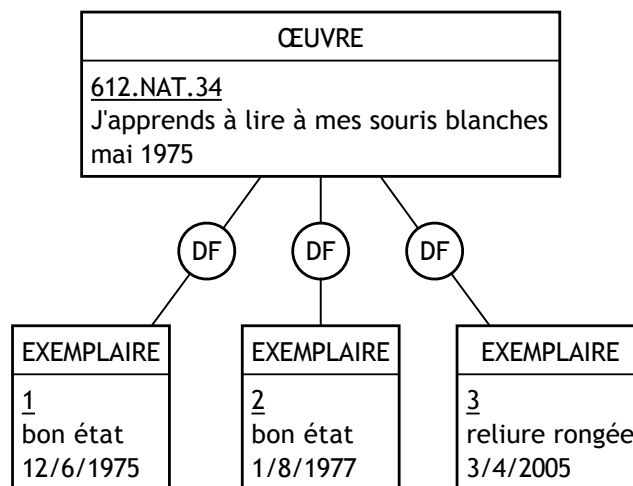 ŒUVRE
612.NAT.34
J'apprends à lire à mes souris blanches
mai 1975
DF
DF
DF
EXEMPLAIRE
1
bon état
12/6/1975
EXEMPLAIRE
2
bon état
1/8/1977
EXEMPLAIRE
3
reliure rongée
3/4/2005